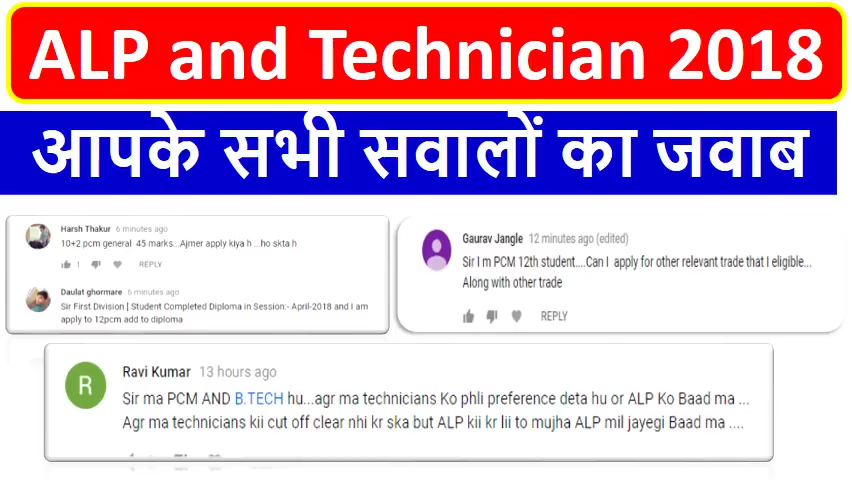 ALP and Technician 2018
आपके सभी सवालों का जवाब
Harsh Thakur 6 minutes ago
10+2 pcm general 45 marks...Ajmer apply kiya h ...ho skta h
1 REPLY
Daulat ghormare 6 minutes ago
Sir First Division [ Student Completed Diploma in Session:- April-2018 and I am
apply to 12pcm add to diploma
Gaurav Jangle 12 minutes ago (edited)
Sir I m PCM 12th student....Can I apply for other relevant trade that I eligible...
Along with other trade
REPLY
R
Ravi Kumar 13 hours ago
Sir ma PCM AND B.TECH hu...agr ma technicians Ko phli preference deta hu or ALP Ko Baad ma ...
Agr ma technicians kii cut off clear nhi kr ska but ALP kii kr lii to mujha ALP mil jayegi Baad ma ....